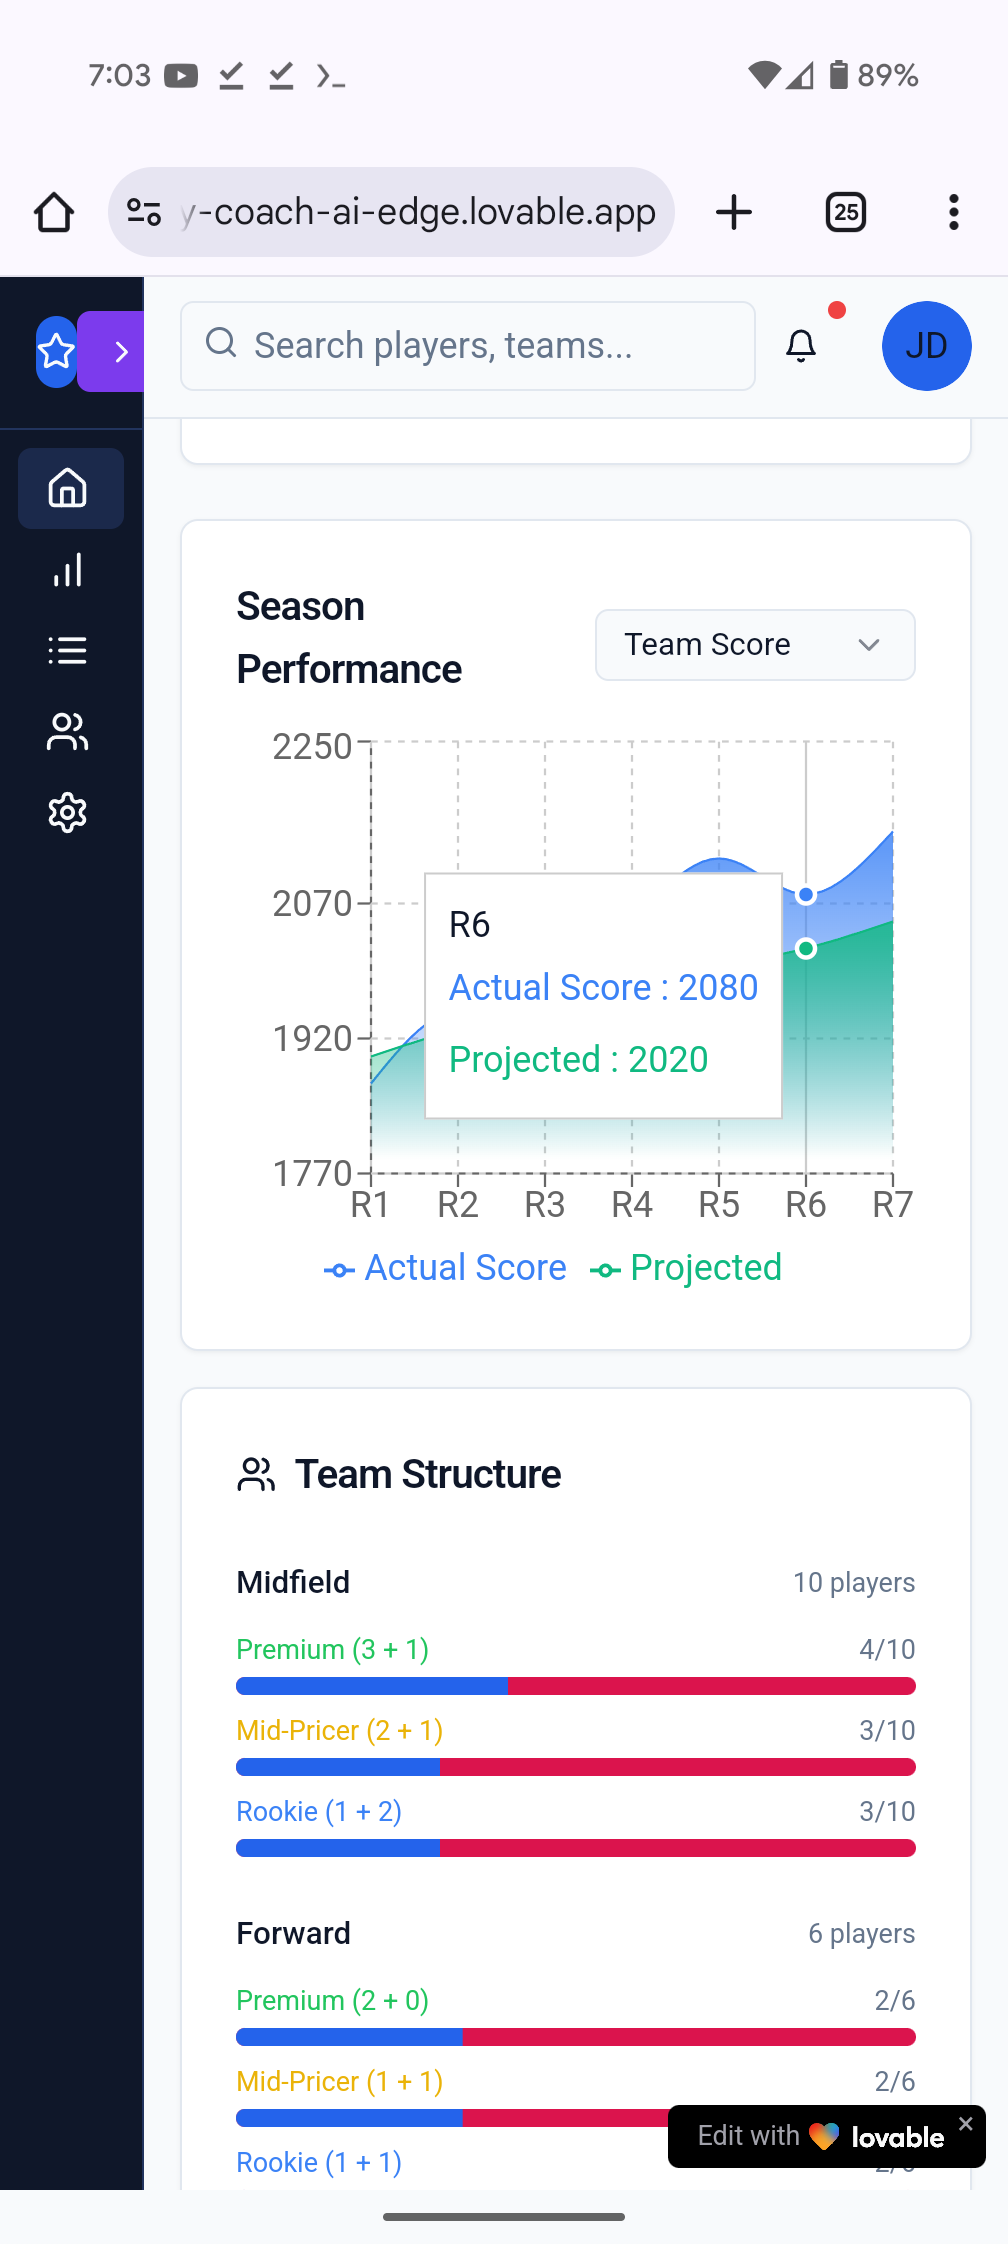 7:03
89%
y-coach-ai-edge.lovable.app
25
Search players, teams...
JD
Season
Performance
Team Score
2250
2070
1920
1770
R6
Actual Score : 2080
Projected : 2020
R1 R2 R3 R4 R5 R6 R7
Actual Score Projected
Team Structure
Midfield 10 players
Premium (3 + 1) 4/10
Mid-Pricer (2 + 1) 3/10
Rookie (1 + 2) 3/10
Forward 6 players
Premium (2 + 0) 2/6
Mid-Pricer (1 + 1) 2/6
Edit with lovable
Rookie (1 + 1)